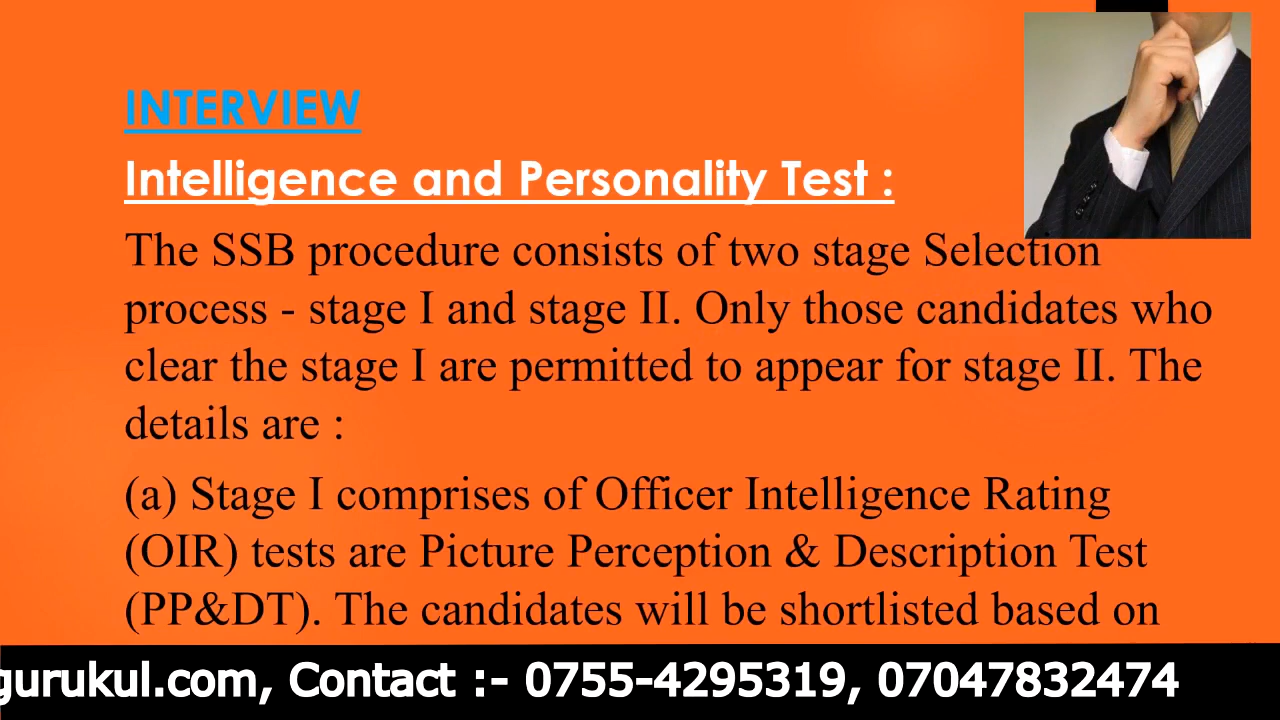 INTERVIEW
Intelligence and Personality Test :
The SSB procedure consists of two stage Selection
process - stage I and stage II. Only those candidates who
clear the stage I are permitted to appear for stage II. The
details are :
(a) Stage I comprises of Officer Intelligence Rating
(OIR) tests are Picture Perception & Description Test
(PP&DT). The candidates will be shortlisted based on
gurukul.com, Contact :- 0755-4295319, 07047832474